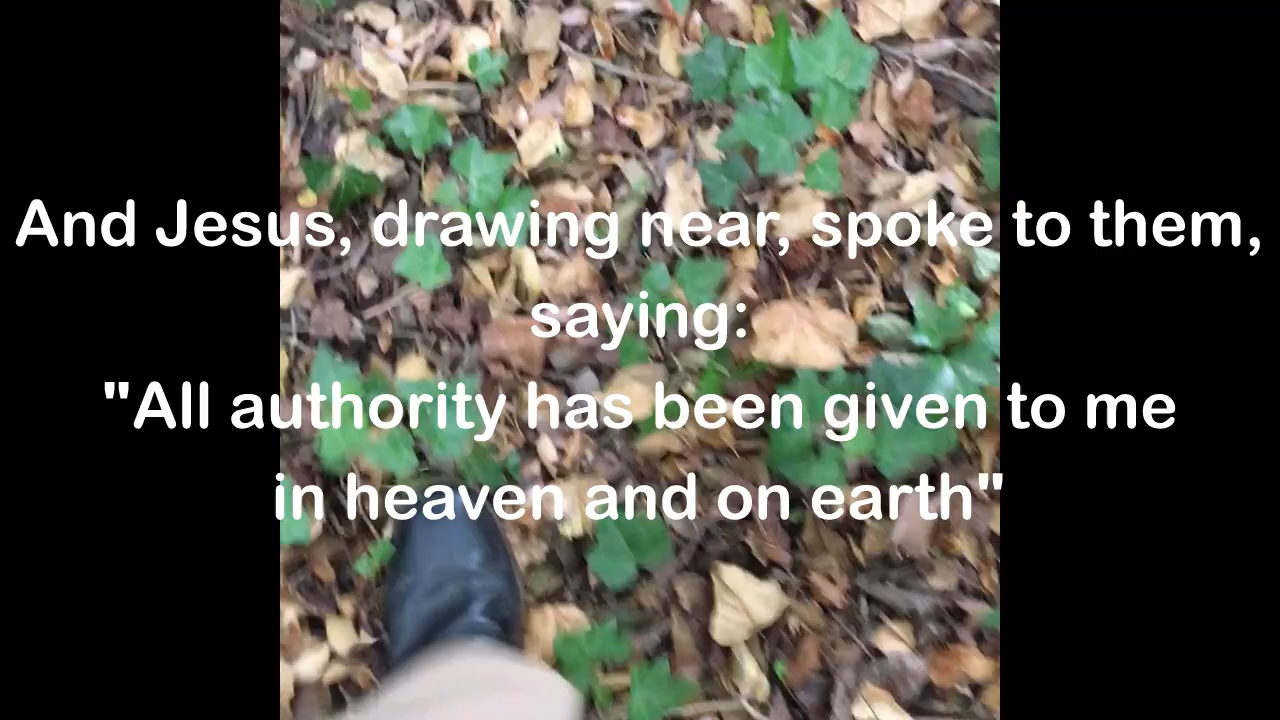 And Jesus, drawing near, spoke to them,
saying:
"All authority has been given to me
in heaven and on earth"